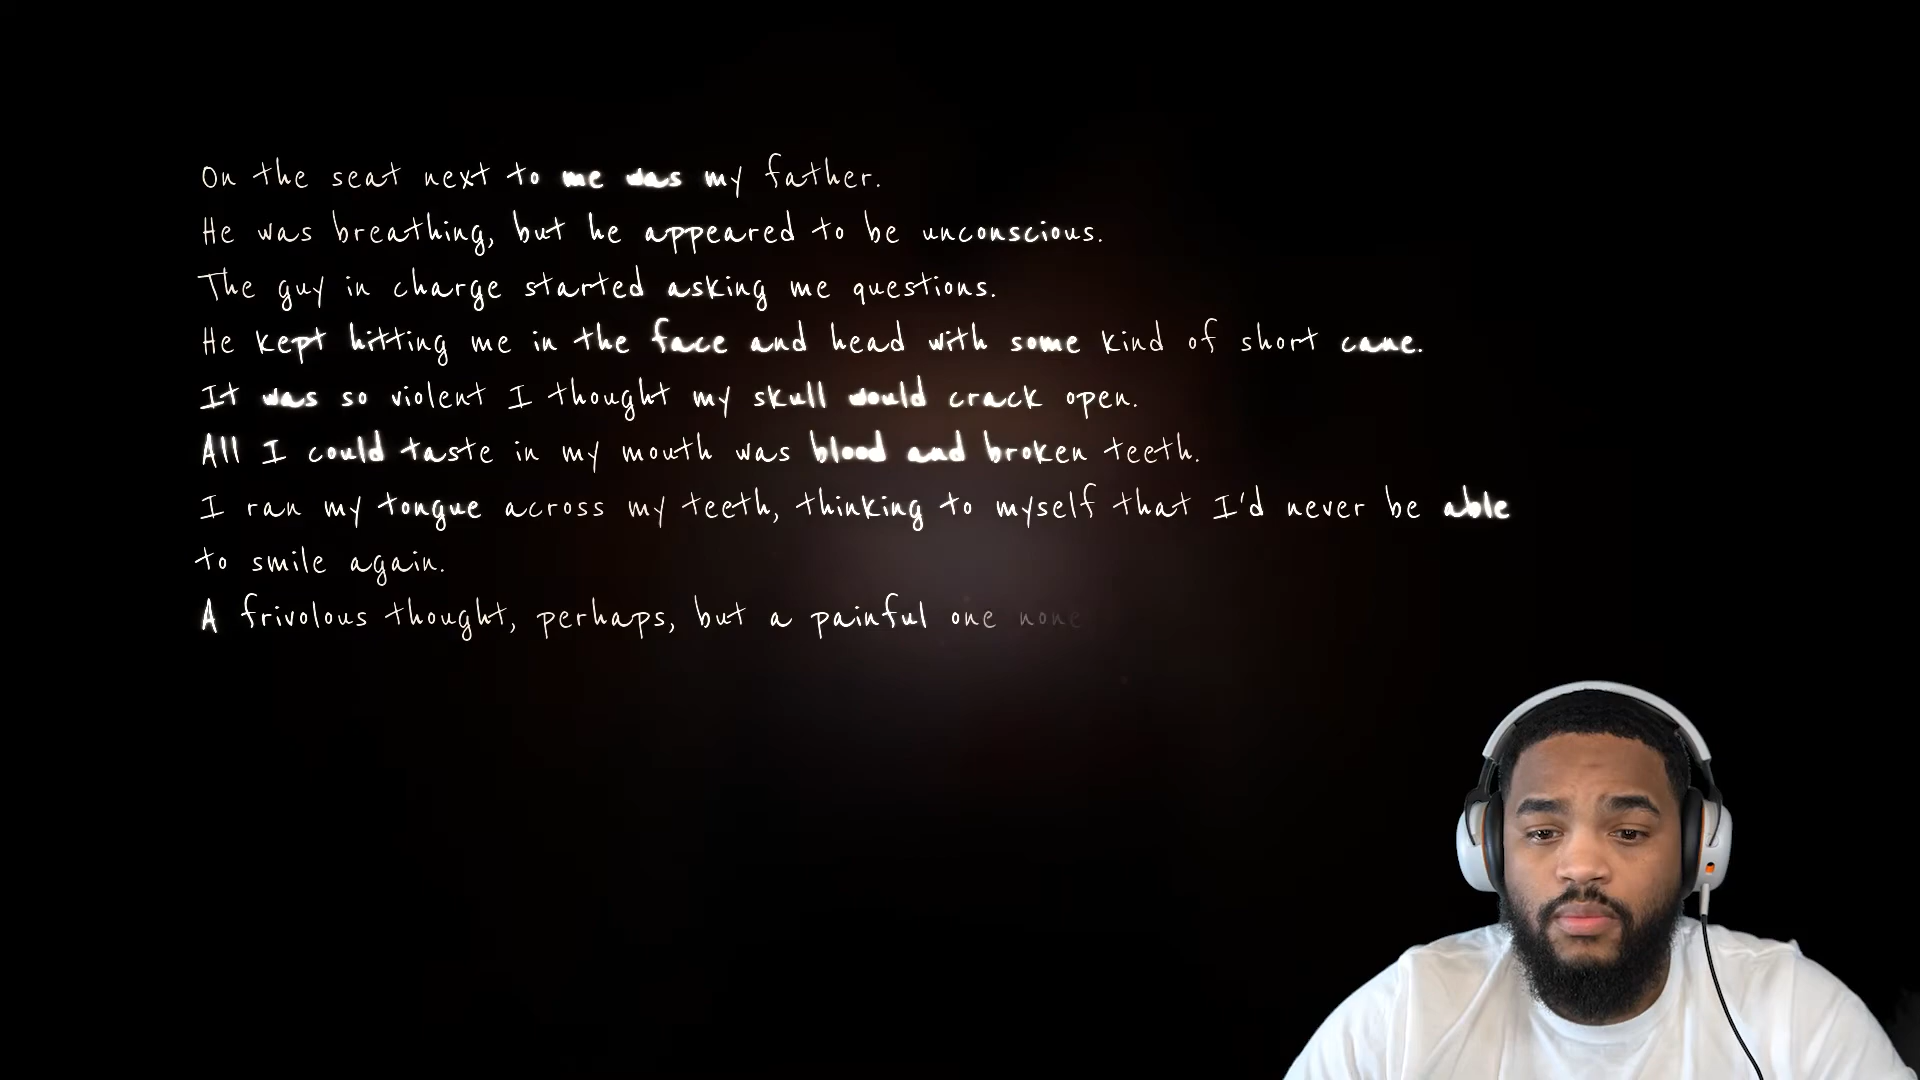 On the seat next to me was my father.
He was breathing, but he appeared to be unconscious.
The guy in charge started asking me questions.
He kept hitting me in the face and head with some kind of short cane.
It was so violent I thought my skull would crack open.
All I could taste in my mouth was blood and broken teeth.
I ran my tongue across my teeth, thinking to myself that I'd never be able
to smile again.
A frivolous thought, perhaps, but a painful one none